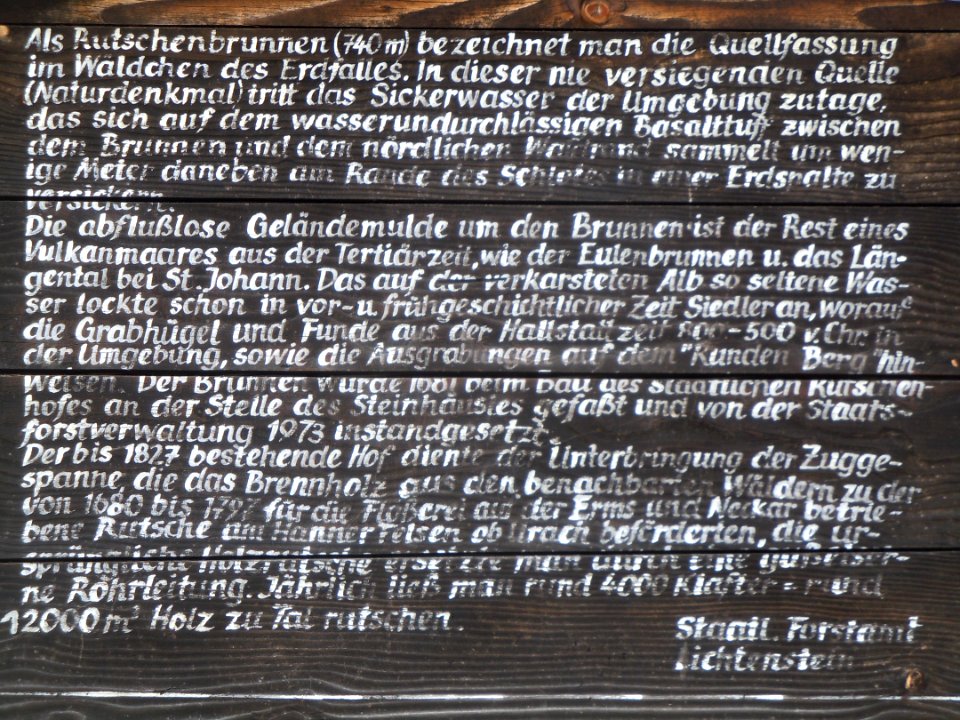 Als Rutschenbrunnen (740 m) bezeichnet man die Quellfassung
im Wäldchen des Erdfalles. In dieser nie versiegenden Quelle
(Naturdenkmal) tritt das Sickerwasser der Umgebung zutage,
das sich auf dem wasserundurchlässigen Basalttuff zwischen
dem Brunnen und dem nördlichen Waldrand sammelt um wen-
ige Meter daneben am Rande des Schlotes in einer Erdspalte zu
versickern.
Die abflußlose Geländemulde um den Brunnen ist der Rest eines
Vulkanmaares aus der Tertiärzeit, wie der Eulenbrunnen u. das Län-
gental bei St. Johann. Das auf der verkarsteten Alb so seltene Was-
ser lockte schon in vor- u. frühgeschichtlicher Zeit Siedler an, worauf
die Grabhügel und Funde aus der Hallstattzeit 800-500 v. Chr. in
der Umgebung, sowie die Ausgrabungen auf dem "Runden Berg" hin-
weisen. Der Brunnen wurde 1681 beim Bau des staatlichen Rutschen-
hofes an der Stelle des Steinhäusles gefaßt und von der Staats-
forstverwaltung 1973 instandgesetzt.
Der bis 1827 bestehende Hof diente der Unterbringung der Zugge-
spanne, die das Brennholz aus den benachbarten Wäldern zu der
von 1680 bis 1797 für die Flößerei auf der Erms und Neckar betrie-
bene Rutsche am Hanner Felsen ob Urach beförderten, die ur-
sprüngliche Holzrutsche ersetzte man durch eine gußeiser-
ne Röhrleitung. Jährlich ließ man rund 4000 Klafter = rund
12000 m³ Holz zu Tal rutschen.
Staatl. Forstamt
Lichtenstein